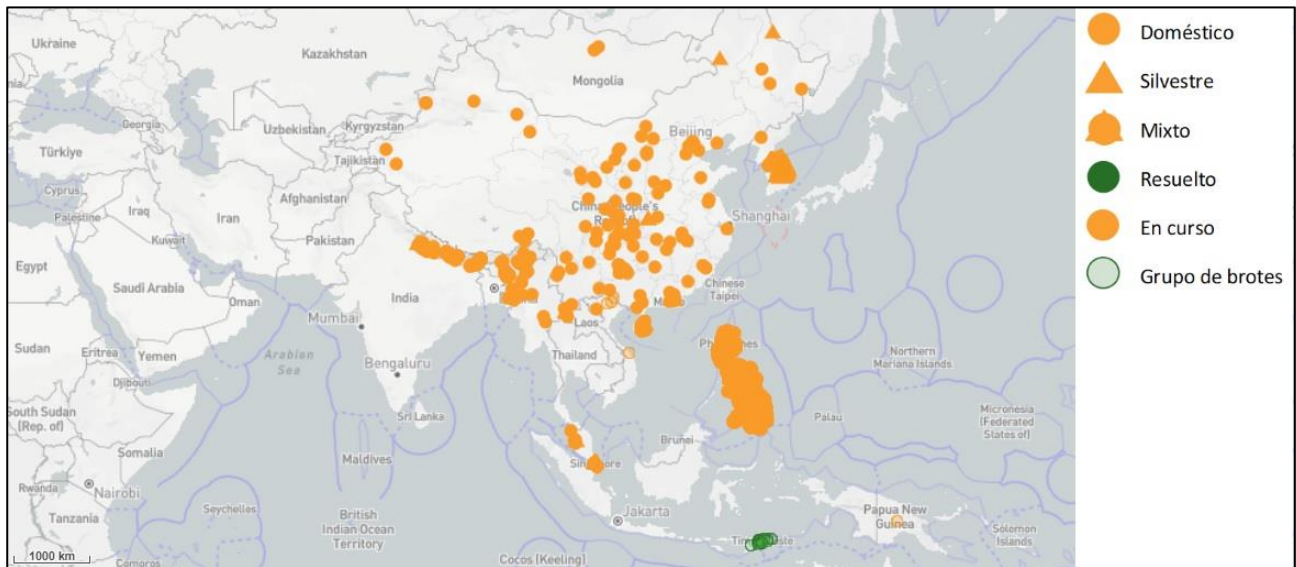 Ukraine
Kazakhstan
Mongolia
Georgia
Uzbekistan
Kyrgyzstan
Beijing
Türkiye
Tajikistan
Cyprus
Palestine
Iraq
Iran
Afghanistan
Shanghai
Kuwait
Pakistan
Egypt
Saudi Arabia
Oman
India
Chinese
Taipei
Mumbai
Laos
Sudan
Eritrea
Yemen
Arabian
Sea
Thailand
Northern
Mariana Islands
Djibouti
Bengaluru
South Sudan
(Rep. of)
Ethiopia
Sri Lanka
Palau
Micronesia
(Federated
States of)
Somalia
Maldives
Brunei
Singapore
Rwanda
Nairobi
Tanzania
Seychelles
British
Indian Ocean
Territory
Jakarta
Papua New
Guinea
Solomon
Islands
Comoros
Cocos (Keeling)
1000 km
Doméstico
Silvestre
Mixto
Resuelto
En curso
Grupo de brotes